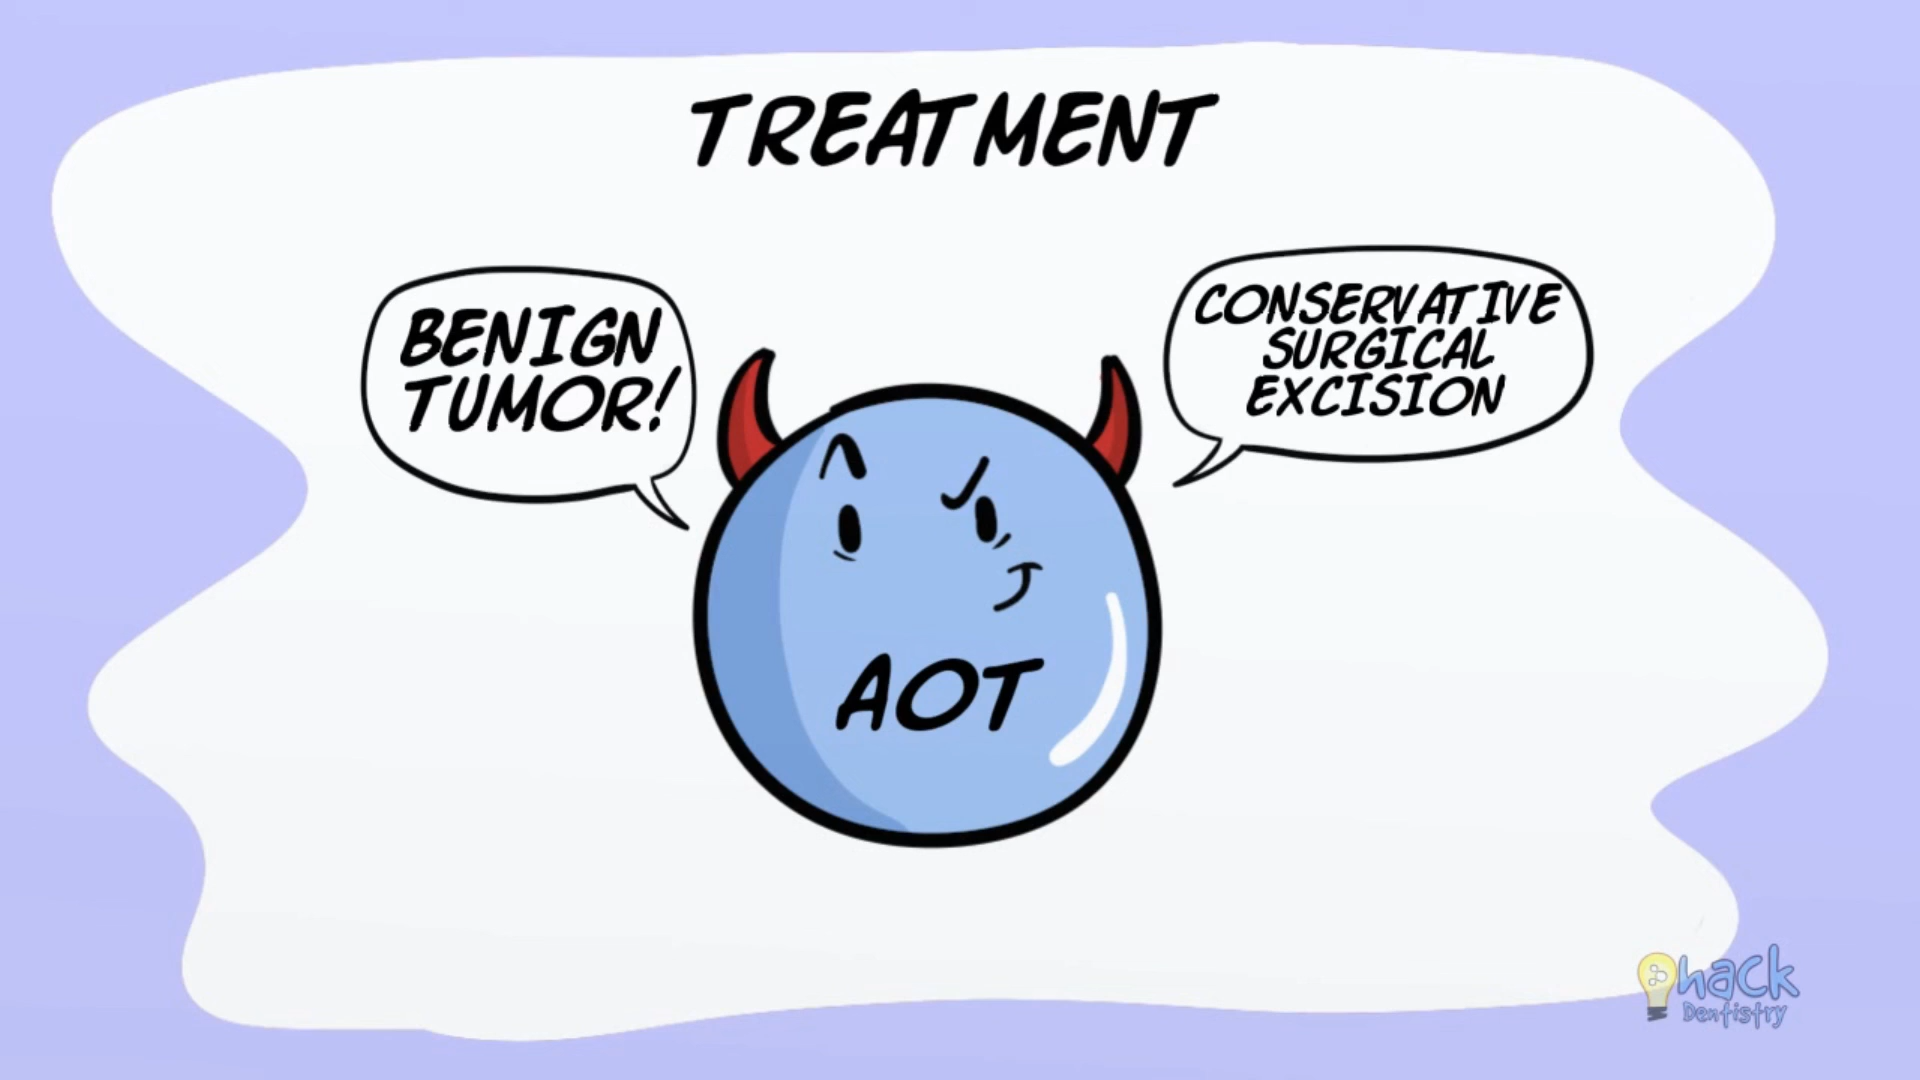 TREATMENT
BENIGN
TUMOR!
CONSERVATIVE
SURGICAL
EXCISION
AOT
hack
Dentistry